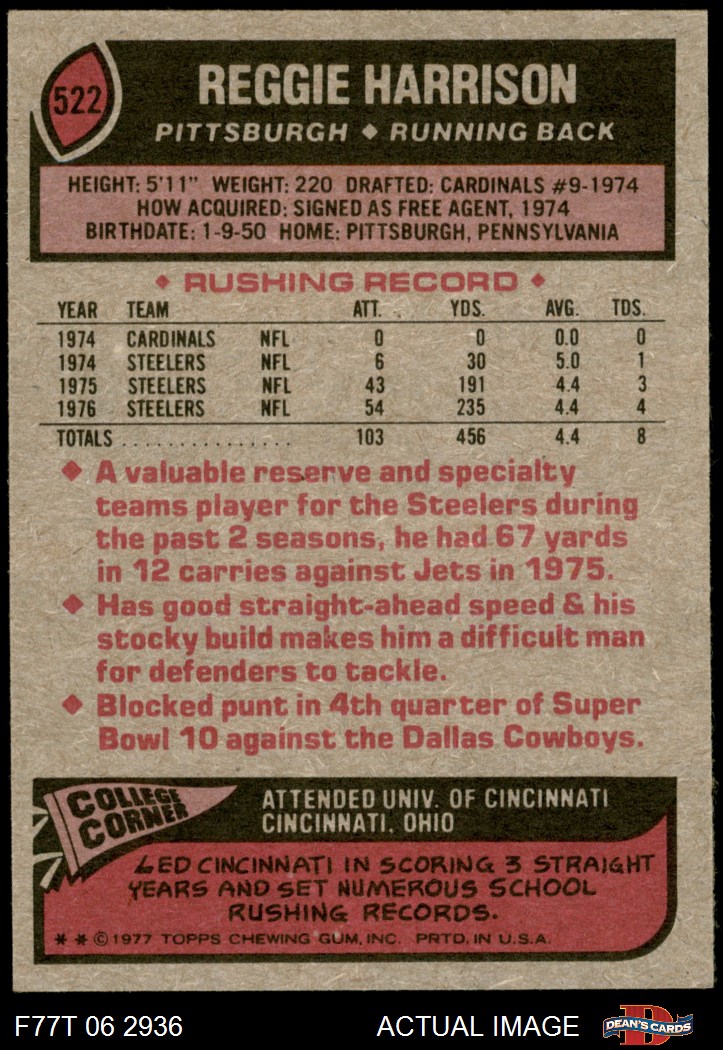 522
REGGIE HARRISON
PITTSBURGH ◆ RUNNING BACK
HEIGHT: 5'11" WEIGHT: 220 DRAFTED: CARDINALS #9-1974
HOW ACQUIRED: SIGNED AS FREE AGENT, 1974
BIRTHDATE: 1-9-50 HOME: PITTSBURGH, PENNSYLVANIA
◆ RUSHING RECORD ◆
YEAR TEAM ATT. YDS. AVG. TDS.
1974 CARDINALS NFL 0 0 0.0 0
1974 STEELERS NFL 6 30 5.0 1
1975 STEELERS NFL 43 191 4.4 3
1976 STEELERS NFL 54 235 4.4 4
TOTALS . . . . . . . . . . . . . . . 103 456 4.4 8
◆ A valuable reserve and specialty
teams player for the Steelers during
the past 2 seasons, he had 67 yards
in 12 carries against Jets in 1975.
◆ Has good straight-ahead speed & his
stocky build makes him a difficult man
for defenders to tackle.
◆ Blocked punt in 4th quarter of Super
Bowl 10 against the Dallas Cowboys.
COLLEGE
CORNER
ATTENDED UNIV. OF CINCINNATI
CINCINNATI, OHIO
LED CINCINNATI IN SCORING 3 STRAIGHT
YEARS AND SET NUMEROUS SCHOOL
RUSHING RECORDS.
* * © 1977 TOPPS CHEWING GUM, INC. PRTD. IN U.S.A.
F77T 06 2936 ACTUAL IMAGE D DEAN'S CARDS